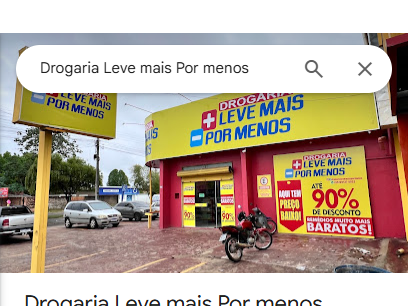 Drogaria Leve mais Por menos
DROGARIA
LEVE MAIS
POR MENOS
DROGARIA
LEVE MAIS
POR MENOS
DROGARIA
LEVE MAIS
POR MENOS
AQUI TEM
PREÇO
BAIXO!
ATÉ
90%
DE DESCONTO
REMÉDIOS MUITO MAIS
BARATOS!
90%
90%
Drogaria Leve mais Por menos